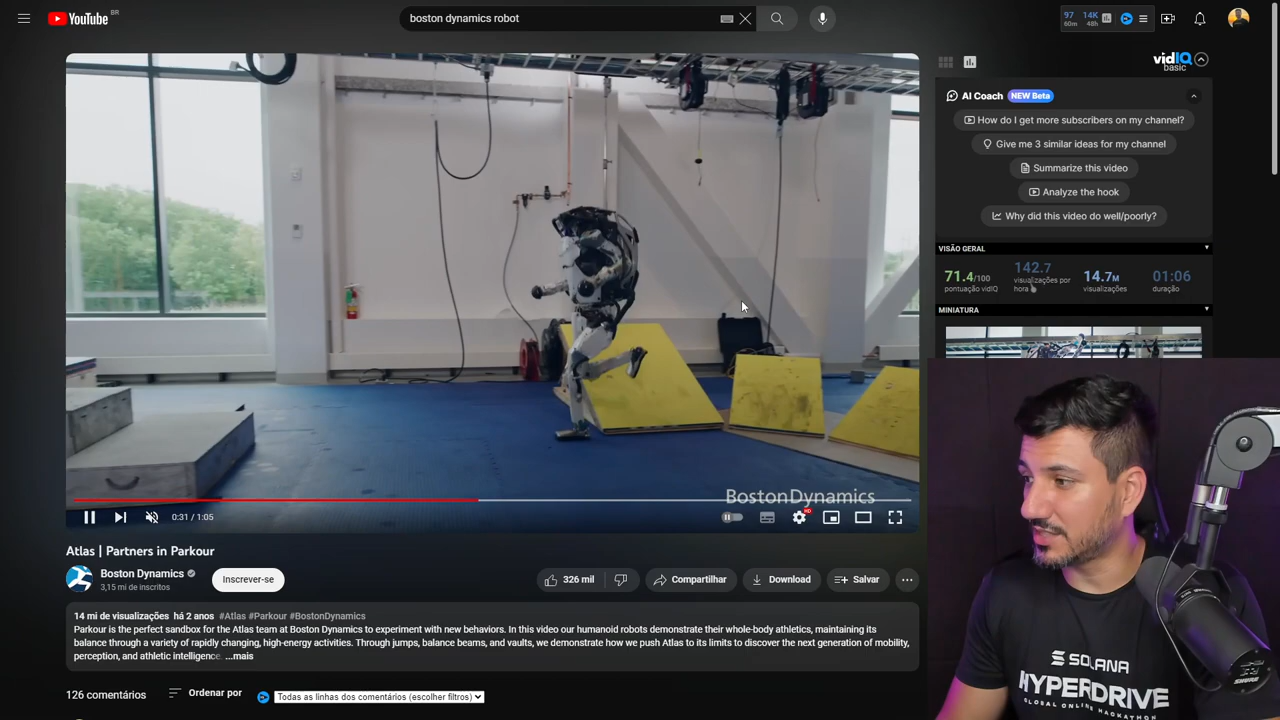 YouTube BR
boston dynamics robot
97 60m 14K 48h
vidIQ
basic
AI Coach NEW Beta
How do I get more subscribers on my channel?
Give me 3 similar ideas for my channel
Summarize this video
Analyze the hook
Why did this video do well/poorly?
VISÃO GERAL
71.4/100
pontuação vidIQ
142.7
visualizações por
hora
14.7M
visualizações
01:06
duração
MINIATURA
BostonDynamics
0:31 / 1:05
HD
Atlas | Partners in Parkour
Boston Dynamics
3,15 mi de inscritos
Inscrever-se
326 mil
Compartilhar
Download
Salvar
14 mi de visualizações há 2 anos #Atlas #Parkour #BostonDynamics
Parkour is the perfect sandbox for the Atlas team at Boston Dynamics to experiment with new behaviors. In this video our humanoid robots demonstrate their whole-body athletics, maintaining its
balance through a variety of rapidly changing, high-energy activities. Through jumps, balance beams, and vaults, we demonstrate how we push Atlas to its limits to discover the next generation of mobility,
perception, and athletic intelligence. ...mais
126 comentários
Ordenar por
Todas as linhas dos comentários (escolher filtros)
SOLANA
HYPERDRIVE
GLOBAL ONLINE HACKATHON
SHURE